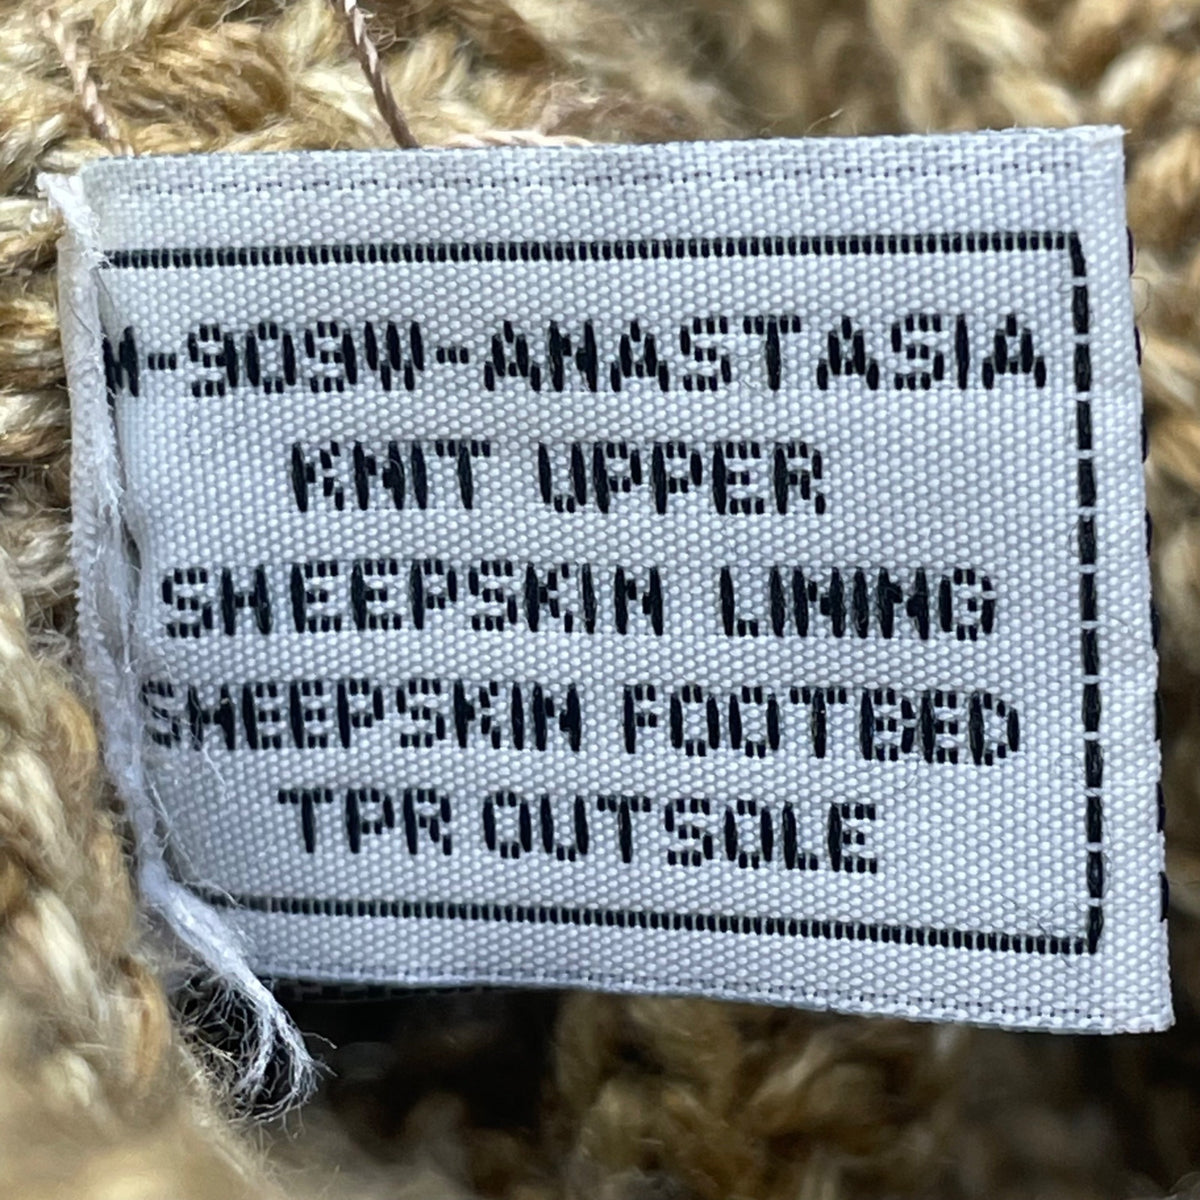 M-909W-ANASTASIA
KNIT UPPER
SHEEPSKIN LINING
SHEEPSKIN FOOTBED
TPR OUTSOLE